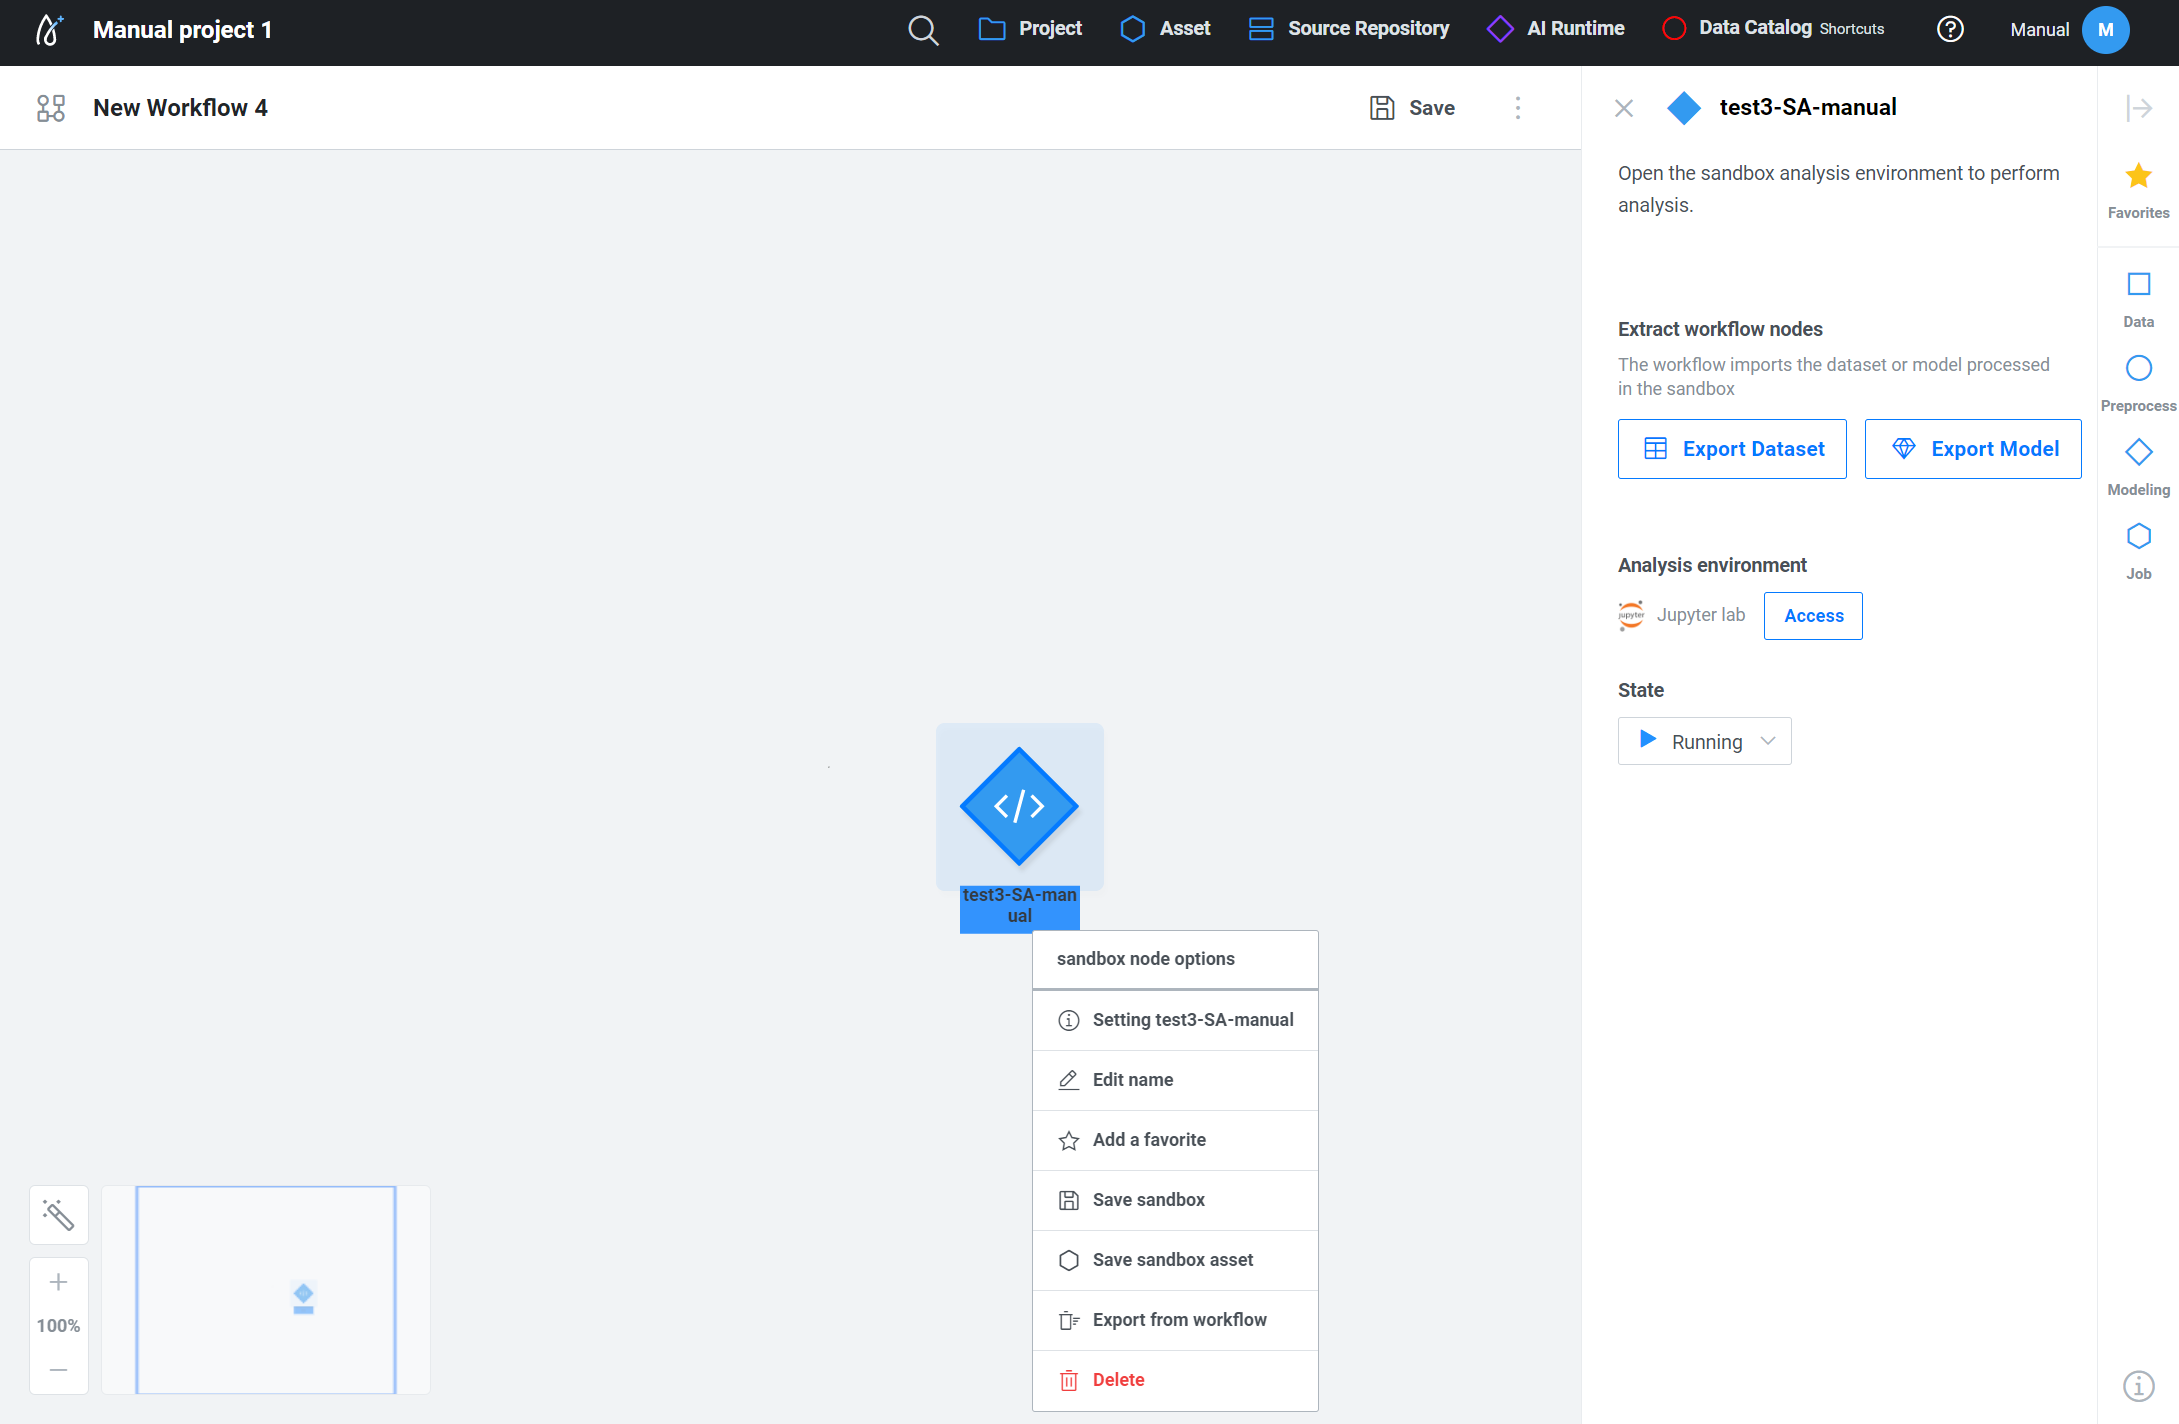 Manual project 1
Project
Asset
Source Repository
AI Runtime
Data Catalog Shortcuts
Manual
M
New Workflow 4
Save
test3-SA-manual
Open the sandbox analysis environment to perform
analysis.
Extract workflow nodes
The workflow imports the dataset or model processed
in the sandbox
Export Dataset
Export Model
Analysis environment
jupyter
Jupyter lab
Access
State
Running
Favorites
Data
Preprocess
Modeling
Job
test3-SA-man
ual
sandbox node options
Setting test3-SA-manual
Edit name
Add a favorite
Save sandbox
Save sandbox asset
Export from workflow
Delete
100%